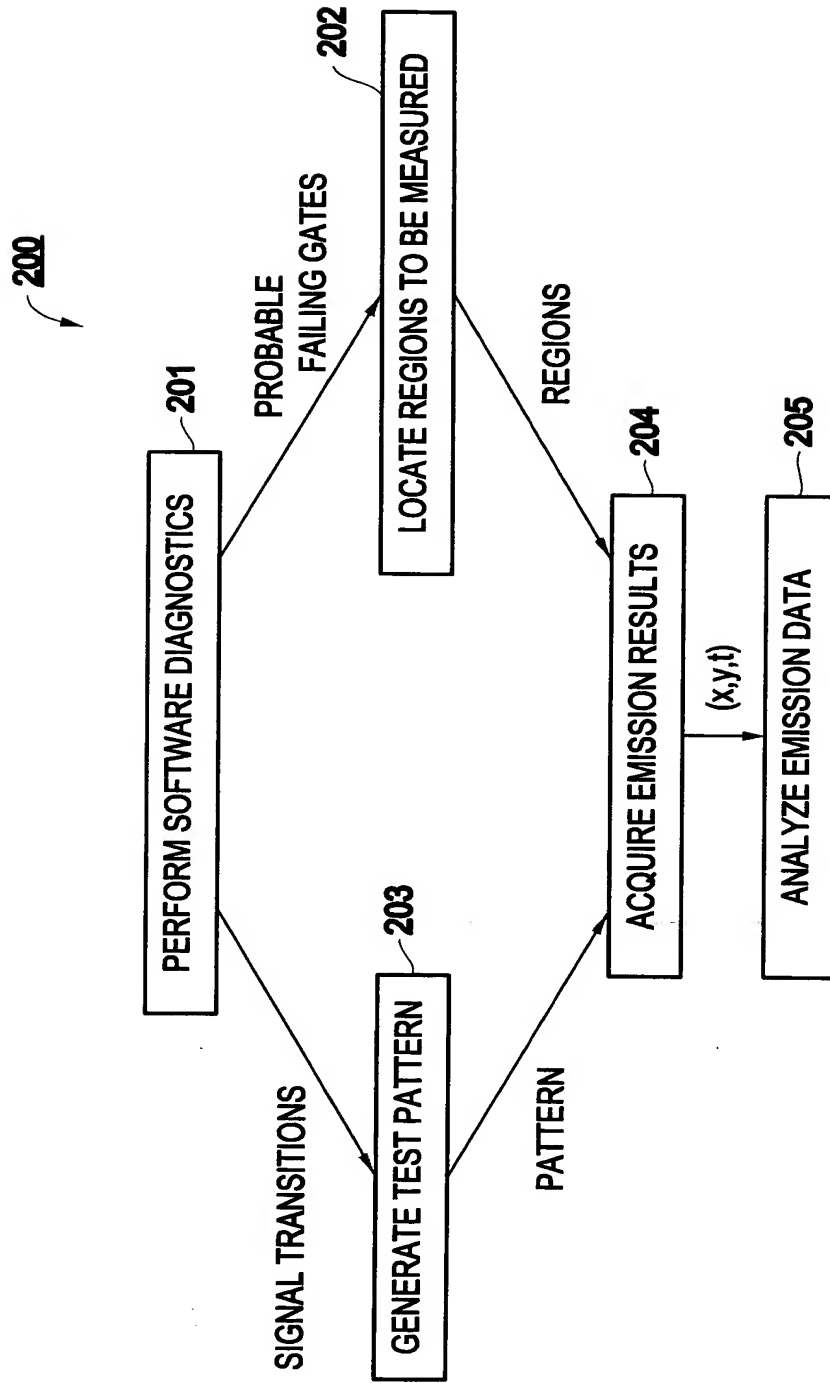 200
201
PERFORM SOFTWARE DIAGNOSTICS
SIGNAL TRANSITIONS
PROBABLE
FAILING GATES
202
LOCATE REGIONS TO BE MEASURED
203
GENERATE TEST PATTERN
PATTERN
REGIONS
204
ACQUIRE EMISSION RESULTS
(x,y,t)
205
ANALYZE EMISSION DATA